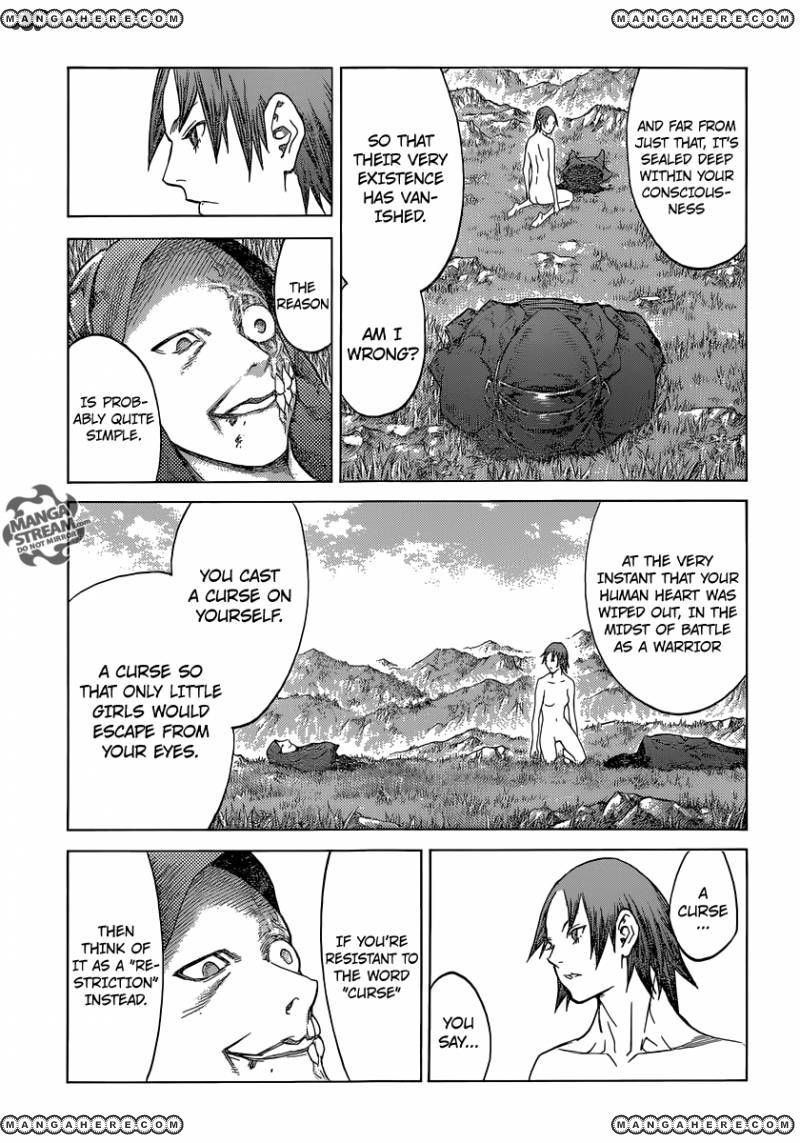 MANGAHERE.COM
MANGAHERE.COM
AND FAR FROM
JUST THAT, IT'S
SEALED DEEP
WITHIN YOUR
CONSCIOUS-
NESS
SO THAT
THEIR VERY
EXISTENCE
HAS VAN-
ISHED.
AM I
WRONG?
THE
REASON
IS PROB-
ABLY QUITE
SIMPLE.
MANGA
STREAM.com
DO NOT MIRROR!
AT THE VERY
INSTANT THAT YOUR
HUMAN HEART WAS
WIPED OUT, IN THE
MIDST OF BATTLE
AS A WARRIOR
YOU CAST
A CURSE ON
YOURSELF.
A CURSE SO
THAT ONLY LITTLE
GIRLS WOULD
ESCAPE FROM
YOUR EYES.
A
CURSE
...
YOU
SAY...
IF YOU'RE
RESISTANT TO
THE WORD
"CURSE"
THEN
THINK OF
IT AS A "RE-
STRICTION"
INSTEAD.
MANGAHERE.COM
MANGAHERE.COM